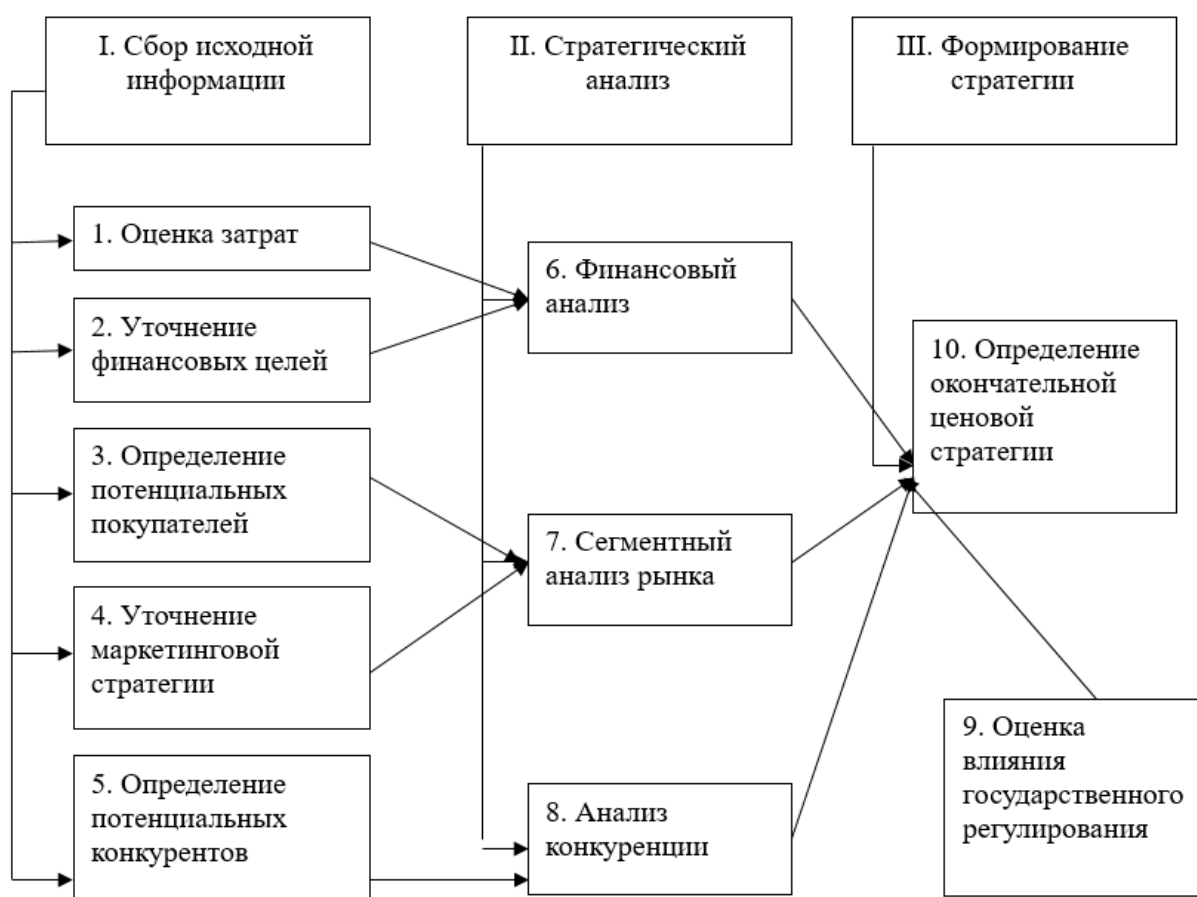 I. Сбор исходной
информации
II. Стратегический
анализ
III. Формирование
стратегии
1. Оценка затрат
2. Уточнение
финансовых целей
3. Определение
потенциальных
покупателей
4. Уточнение
маркетинговой
стратегии
5. Определение
потенциальных
конкурентов
6. Финансовый
анализ
7. Сегментный
анализ рынка
8. Анализ
конкуренции
10. Определение
окончательной
ценовой
стратегии
9. Оценка
влияния
государственного
регулирования